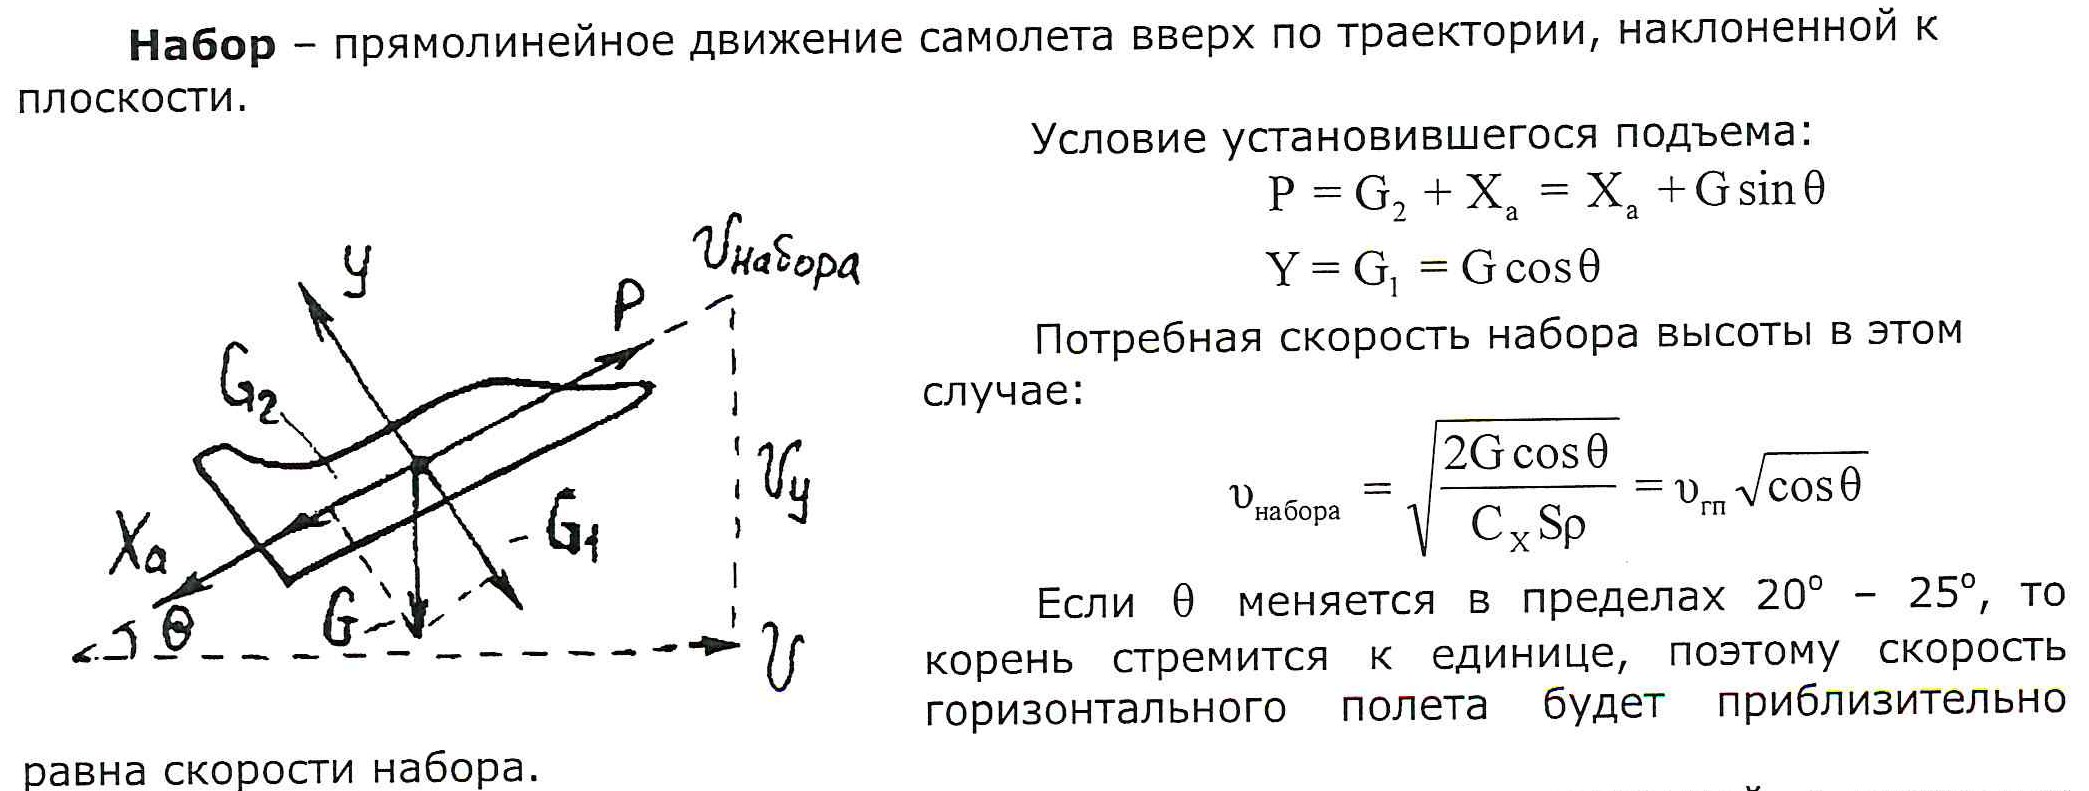 Набор – прямолинейное движение самолета вверх по траектории, наклоненной к
плоскости.
Условие установившегося подъема:
P = G₂ + Xₐ = Xₐ + G sin θ
Y = G₁ = G cos θ
Потребная скорость набора высоты в этом
случае:
υнабора = √(2G cos θ / C_X Sρ) = υгп √cos θ
Если θ меняется в пределах 20° – 25°, то
корень стремится к единице, поэтому скорость
горизонтального полета будет приблизительно
равна скорости набора.
У
Vнабора
P
G₂
Vу
G₁
Xₐ
θ
G
V